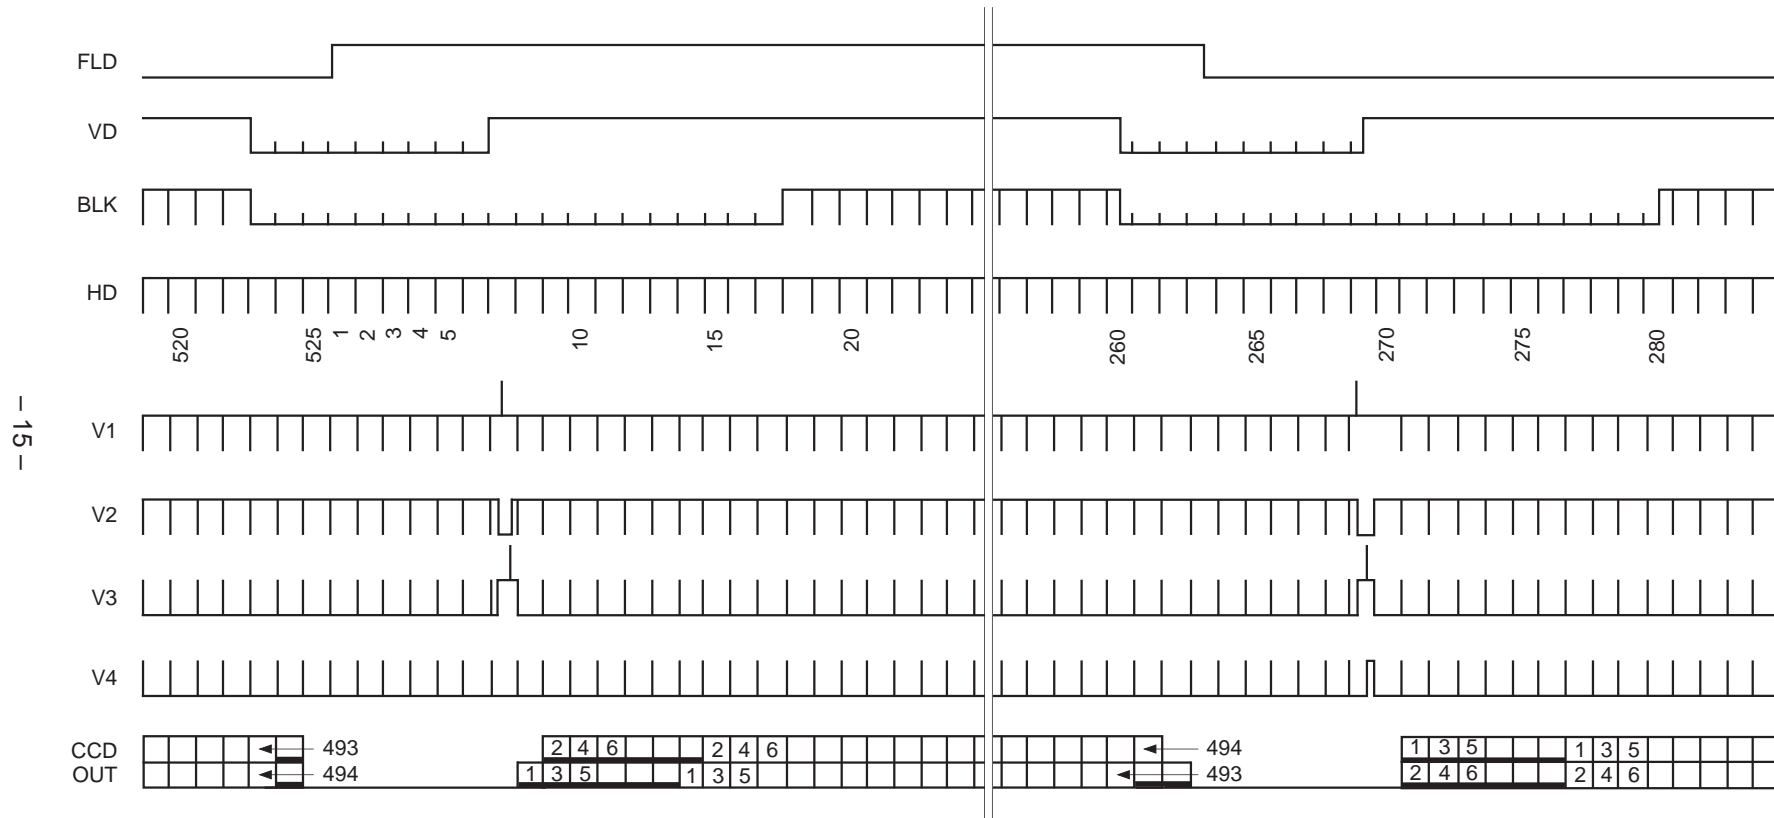 FLD
VD
BLK
HD
520 525 1 2 3 4 5 10 15 20 260 265 270 275 280
– 15 –
V1
V2
V3
V4
CCD OUT
493 2 4 6 2 4 6 494 1 3 5 1 3 5
494 1 3 5 1 3 5 493 2 4 6 2 4 6